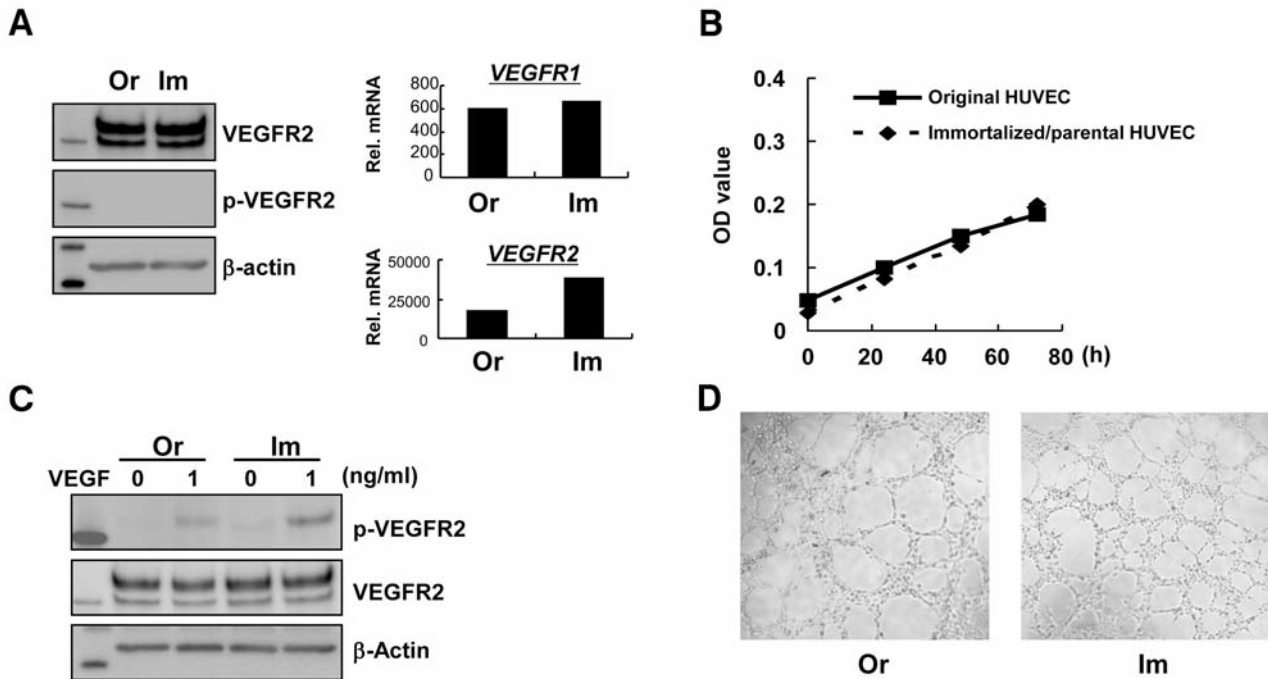 A
Or Im
VEGFR2
p-VEGFR2
β-actin
VEGFR1
Rel. mRNA
800
600
400
200
0
Or Im
VEGFR2
Rel. mRNA
50000
25000
0
Or Im
B
OD value
0.4
0.3
0.2
0.1
0
Original HUVEC
Immortalized/parental HUVEC
0 20 40 60 80 (h)
C
Or Im
VEGF 0 1 0 1 (ng/ml)
p-VEGFR2
VEGFR2
β-Actin
D
Or Im